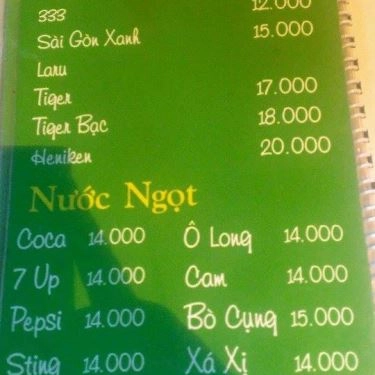 333 12.000
Sài Gòn Xanh 15.000
Laru
Tiger 17.000
Tiger Bạc 18.000
Heniken 20.000
Nước Ngọt
Coca 14.000 Ô Long 14.000
7 Up 14.000 Cam 14.000
Pepsi 14.000 Bò Cụng 15.000
Sting 14.000 Xá Xị 14.000